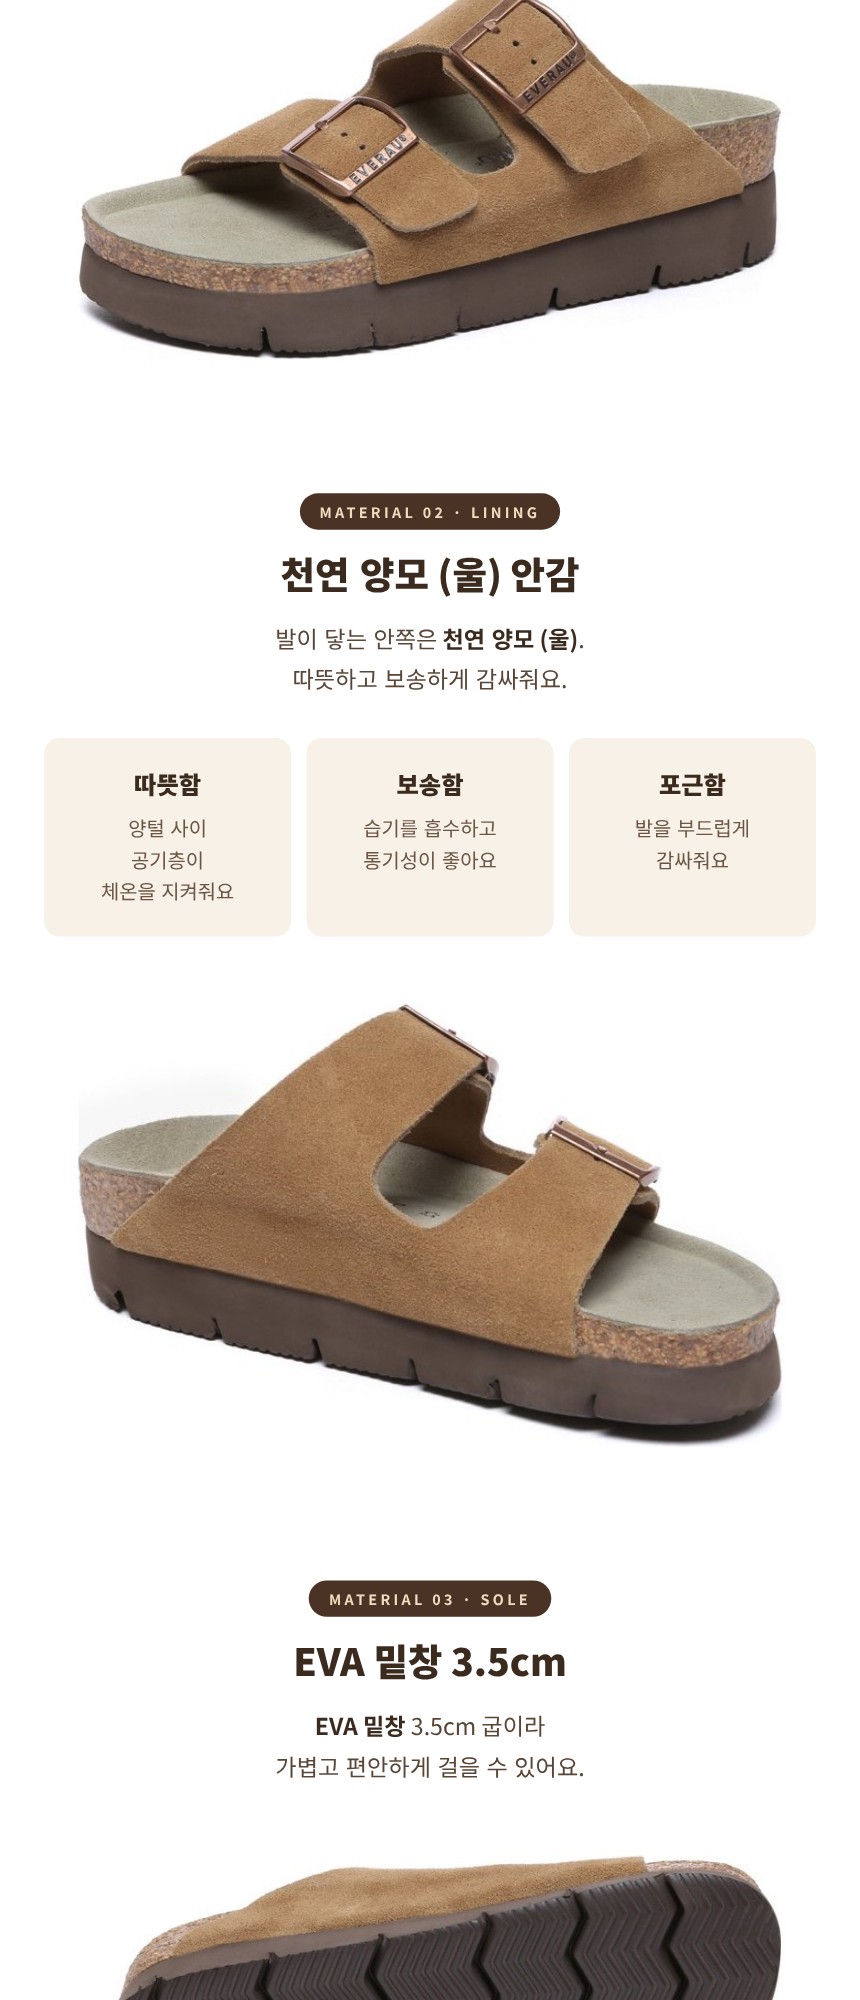 EVERAU®
EVERAU
MATERIAL 02 · LINING
천연 양모 (울) 안감
발이 닿는 안쪽은 천연 양모 (울).
따뜻하고 보송하게 감싸줘요.
따뜻함
양털 사이
공기층이
체온을 지켜줘요
보송함
습기를 흡수하고
통기성이 좋아요
포근함
발을 부드럽게
감싸줘요
MATERIAL 03 · SOLE
EVA 밑창 3.5cm
EVA 밑창 3.5cm 굽이라
가볍고 편안하게 걸을 수 있어요.